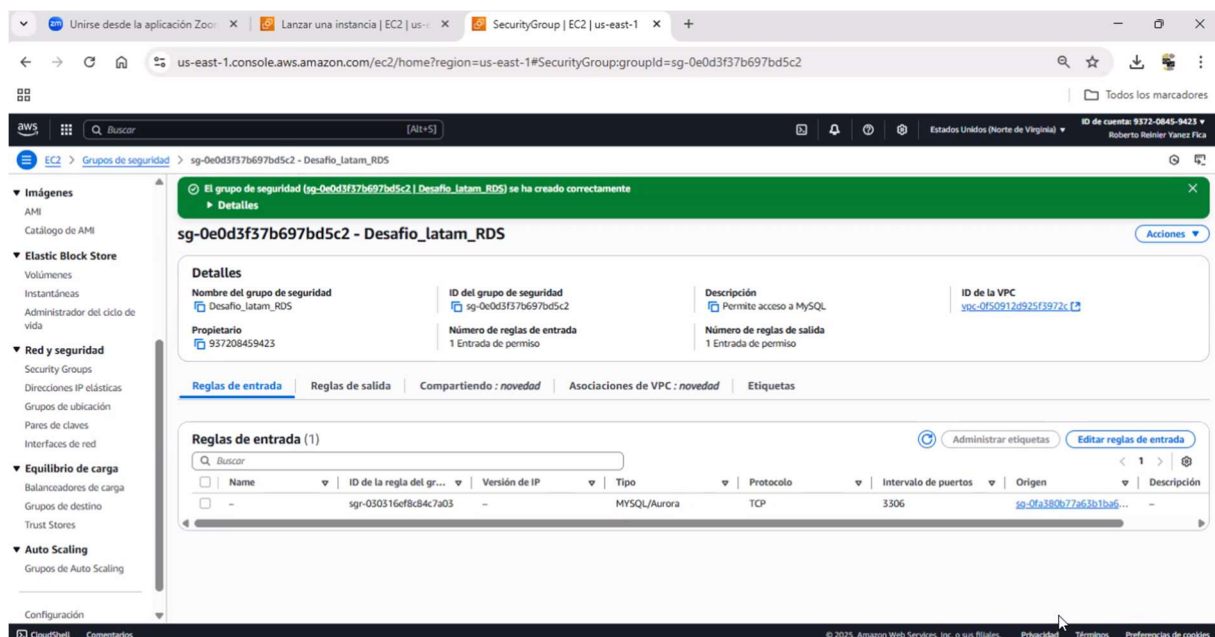 Unirse desde la aplicación Zoor
Lanzar una instancia | EC2 | us-e
SecurityGroup | EC2 | us-east-1
us-east-1.console.aws.amazon.com/ec2/home?region=us-east-1#SecurityGroup:groupId=sg-0e0d3f37b697bd5c2
Todos los marcadores
aws
Buscar
[Alt+S]
Estados Unidos (Norte de Virginia)
ID de cuenta: 9372-0845-9423
Roberto Reinier Yanez Fica
EC2 > Grupos de seguridad > sg-0e0d3f37b697bd5c2 - Desafio_latam_RDS
Imágenes
AMI
Catálogo de AMI
Elastic Block Store
Volúmenes
Instantáneas
Administrador del ciclo de
vida
Red y seguridad
Security Groups
Direcciones IP elásticas
Grupos de ubicación
Pares de claves
Interfaces de red
Equilibrio de carga
Balanceadores de carga
Grupos de destino
Trust Stores
Auto Scaling
Grupos de Auto Scaling
Configuración
El grupo de seguridad (sg-0e0d3f37b697bd5c2 | Desafio_latam_RDS) se ha creado correctamente
Detalles
sg-0e0d3f37b697bd5c2 - Desafio_latam_RDS
Acciones
Detalles
Nombre del grupo de seguridad
Desafio_latam_RDS
ID del grupo de seguridad
sg-0e0d3f37b697bd5c2
Descripción
Permite acceso a MySQL
ID de la VPC
vpc-0f50912d925f3972c
Propietario
937208459423
Número de reglas de entrada
1 Entrada de permiso
Número de reglas de salida
1 Entrada de permiso
Reglas de entrada
Reglas de salida
Compartiendo : novedad
Asociaciones de VPC : novedad
Etiquetas
Reglas de entrada (1)
Administrar etiquetas
Editar reglas de entrada
Buscar
1
Name
ID de la regla del gr...
Versión de IP
Tipo
Protocolo
Intervalo de puertos
Origen
Descripción
–
sgr-030316ef8c84c7a03
–
MYSQL/Aurora
TCP
3306
sg-0fa380b77a63b1ba6...
–
CloudShell
Comentarios
© 2025, Amazon Web Services, Inc. o sus filiales.
Privacidad
Términos
Preferencias de cookies